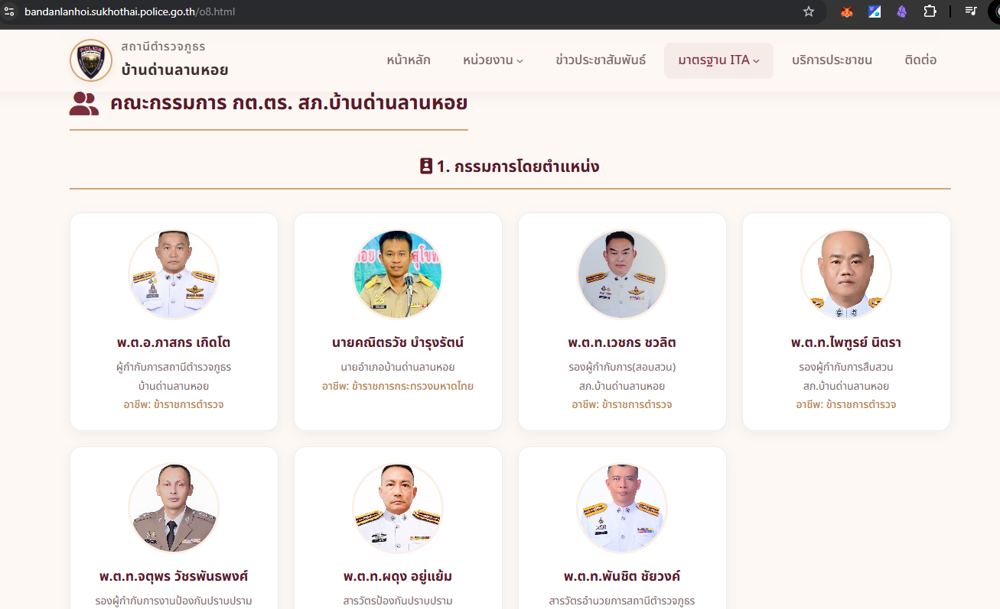 bandanlanhoi.sukhothai.police.go.th/o8.html
สถานีตำรวจภูธร
บ้านด่านลานหอย
หน้าหลัก
หน่วยงาน
ข่าวประชาสัมพันธ์
มาตรฐาน ITA
บริการประชาชน
ติดต่อ
POLICE
คณะกรรมการ กต.ตร. สภ.บ้านด่านลานหอย
1. กรรมการโดยตำแหน่ง
พ.ต.อ.ภาสกร เกิดโต
ผู้กำกับการสถานีตำรวจภูธร
บ้านด่านลานหอย
อาชีพ: ข้าราชการตำรวจ
นายคณิตธวัช บำรุงรัตน์
นายอำเภอบ้านด่านลานหอย
อาชีพ: ข้าราชการกระทรวงมหาดไทย
พ.ต.ท.เวชกร ชวลิต
รองผู้กำกับการ(สอบสวน)
สภ.บ้านด่านลานหอย
อาชีพ: ข้าราชการตำรวจ
พ.ต.ท.ไพฑูรย์ นิตรา
รองผู้กำกับการสืบสวน
สภ.บ้านด่านลานหอย
อาชีพ: ข้าราชการตำรวจ
พ.ต.ท.จตุพร วัชรพันธพงศ์
รองผู้กำกับการงานป้องกันปราบปราม
พ.ต.ท.ผดุง อยู่แย้ม
สารวัตรป้องกันปราบปราม
พ.ต.ท.พันชิต ชัยวงค์
สารวัตรอำนวยการสถานีตำรวจภูธร